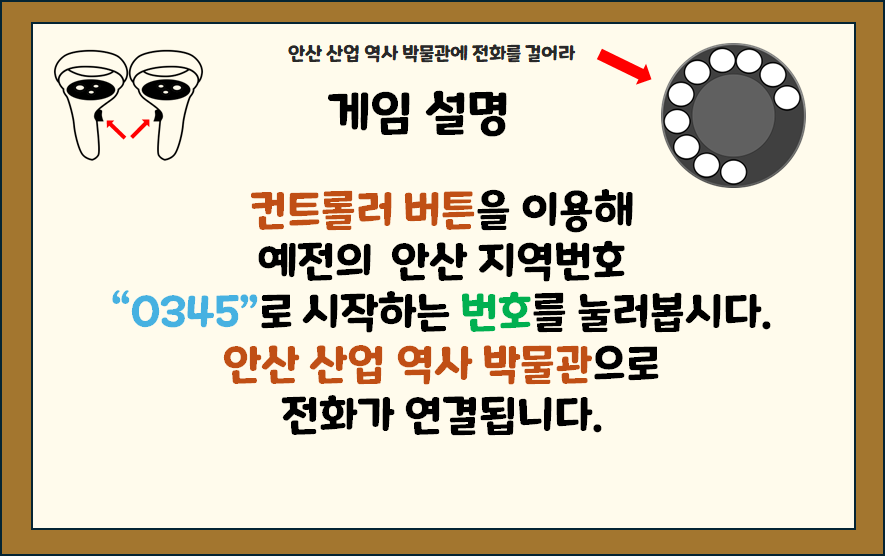 안산 산업 역사 박물관에 전화를 걸어라
게임 설명
컨트롤러 버튼을 이용해
예전의 안산 지역번호
“0345”로 시작하는 번호를 눌러봅시다.
안산 산업 역사 박물관으로
전화가 연결됩니다.